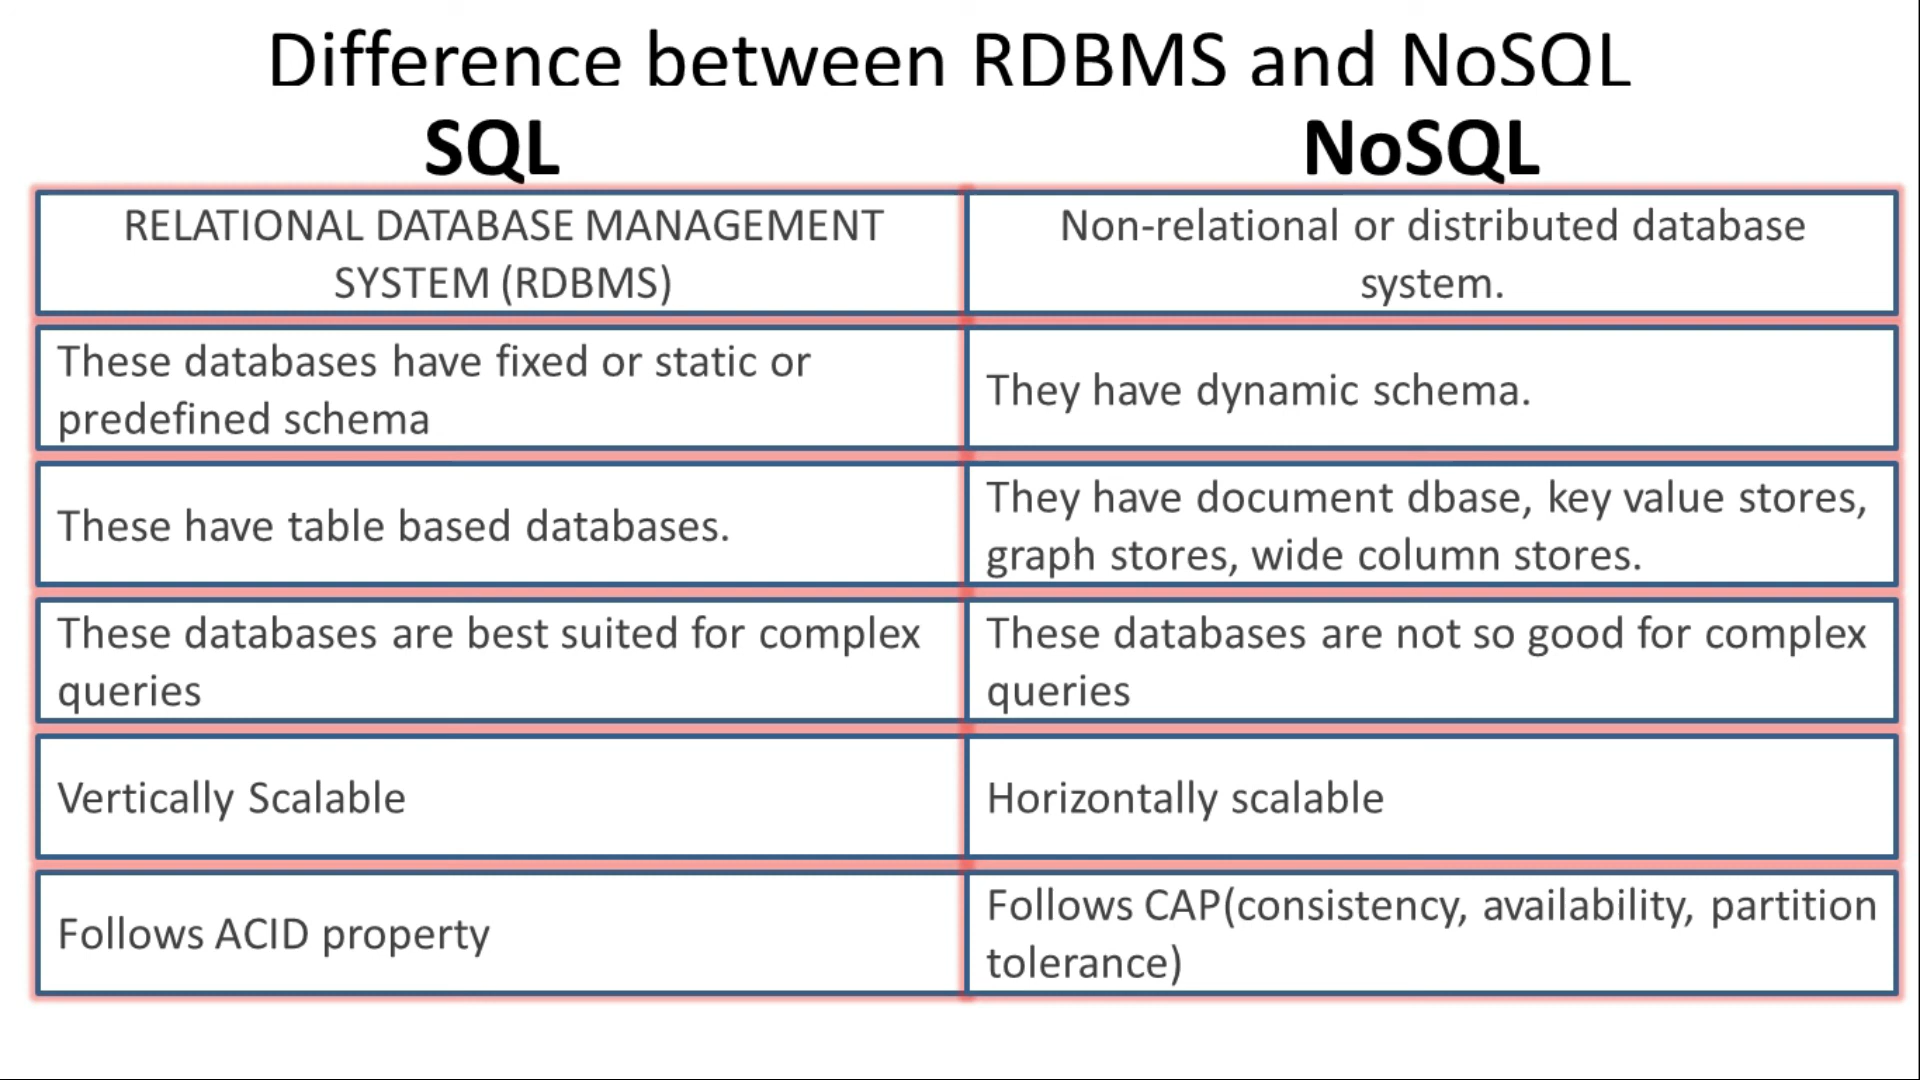 Difference between RDBMS and NoSQL
SQL
NoSQL
RELATIONAL DATABASE MANAGEMENT
SYSTEM (RDBMS)
Non-relational or distributed database
system.
These databases have fixed or static or
predefined schema
They have dynamic schema.
These have table based databases.
They have document dbase, key value stores,
graph stores, wide column stores.
These databases are best suited for complex
queries
These databases are not so good for complex
queries
Vertically Scalable
Horizontally scalable
Follows ACID property
Follows CAP(consistency, availability, partition
tolerance)